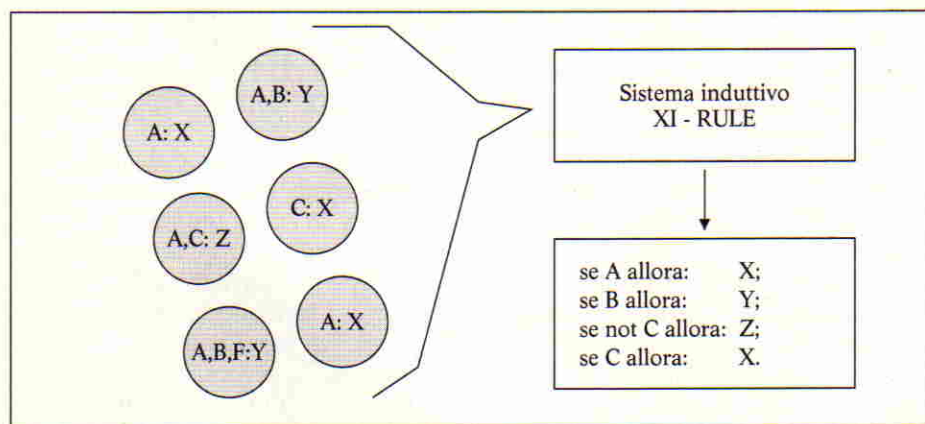 A,B: Y
A: X
C: X
A,C: Z
A: X
A,B,F:Y
Sistema induttivo
XI - RULE
se A allora: X;
se B allora: Y;
se not C allora: Z;
se C allora: X.